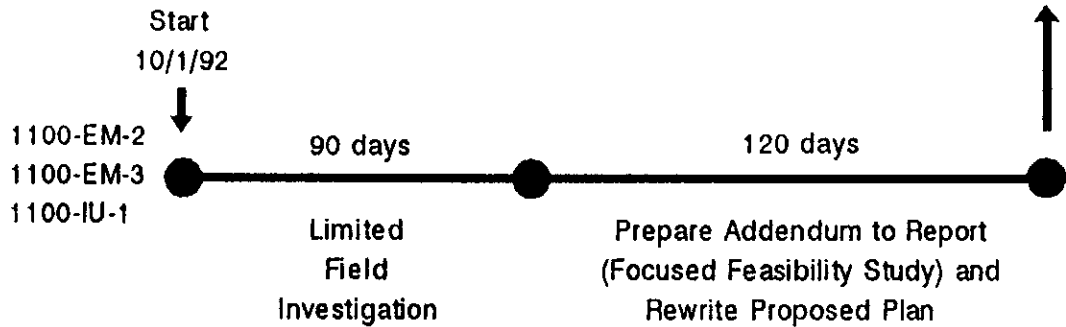 Start
10/1/92
1100-EM-2
1100-EM-3
1100-IU-1
90 days
120 days
Limited
Field
Investigation
Prepare Addendum to Report
(Focused Feasibility Study) and
Rewrite Proposed Plan